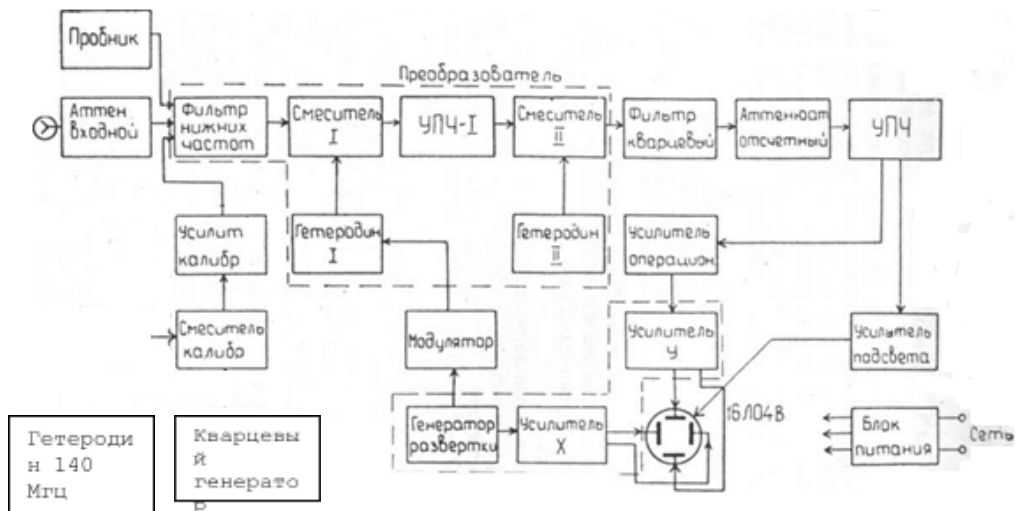 Пробник
Преобразователь
Аттен.
входной
Фильтр
нижних
частот
Смеситель
I
УПЧ-I
Смеситель
II
Фильтр
кварцевый
Аттенюат.
отсчетный
УПЧ
Усилит
калибр
Гетеродин
I
Гетеродин
II
Усилитель
операцион.
Смеситель
калибр
Модулятор
Усилитель
У
Усилътель
подсвета
16Л04В
Генератор
развертки
Усилитель
X
Блок
питания
Сеть
Гетероди
н 140
Мгц
Кварцевы
й
генерато
р